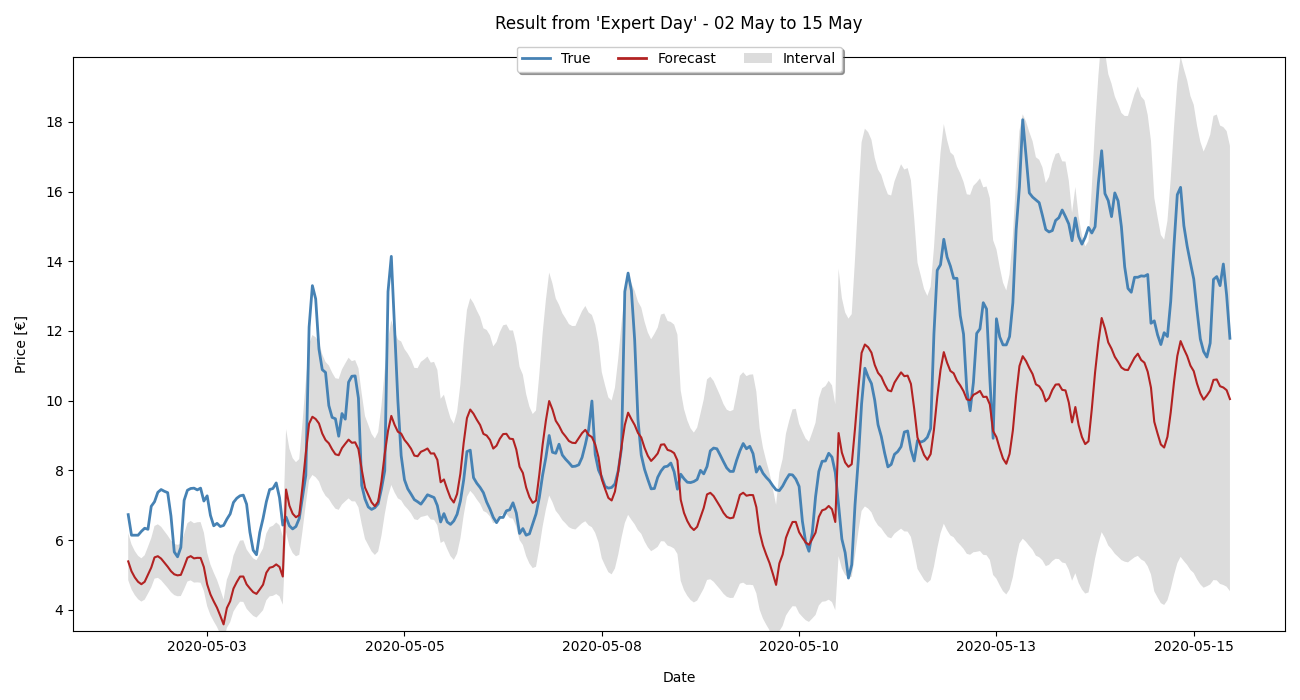 Result from 'Expert Day' - 02 May to 15 May
True Forecast Interval
18
16
14
12
10
8
6
4
Price [€]
2020-05-03 2020-05-05 2020-05-08 2020-05-10 2020-05-13 2020-05-15
Date